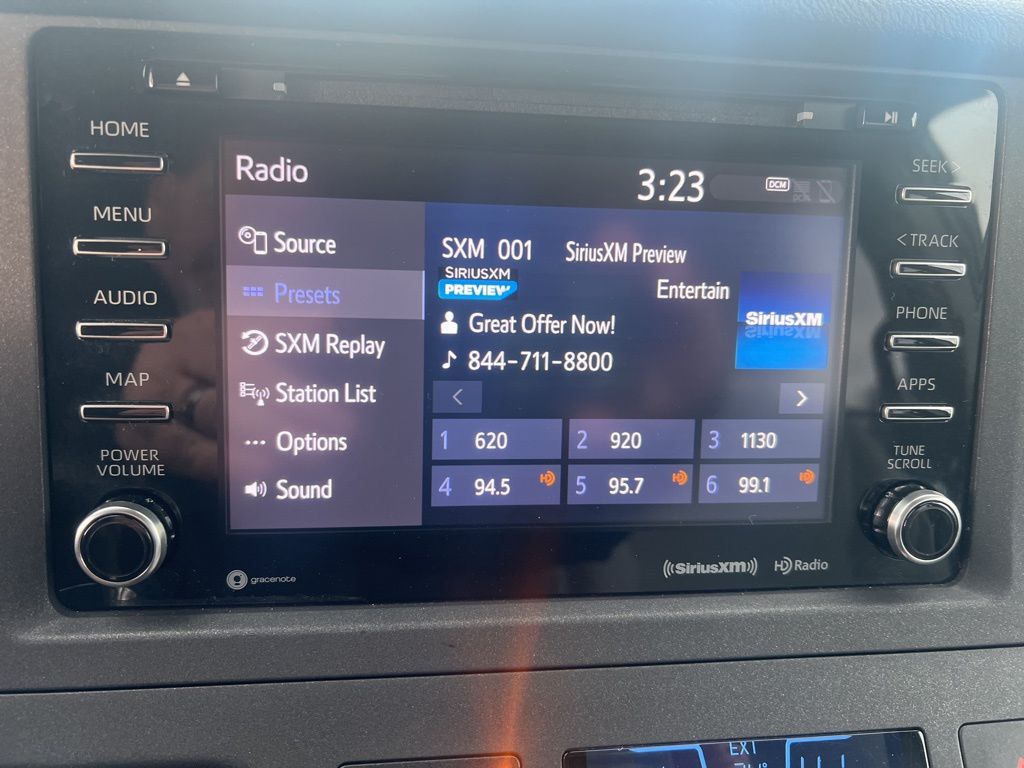 HOME
MENU
AUDIO
MAP
POWER
VOLUME
Radio
3:23
DCM
Source
Presets
SXM Replay
Station List
Options
Sound
SXM 001 SiriusXM Preview
SIRIUSXM
PREVIEW
Entertain
Great Offer Now!
844-711-8800
SiriusXM
< >
1 620
2 920
3 1130
4 94.5 HD
5 95.7 HD
6 99.1 HD
SEEK >
< TRACK
PHONE
APPS
TUNE
SCROLL
gracenote
((SiriusXM))
HD Radio
EXT